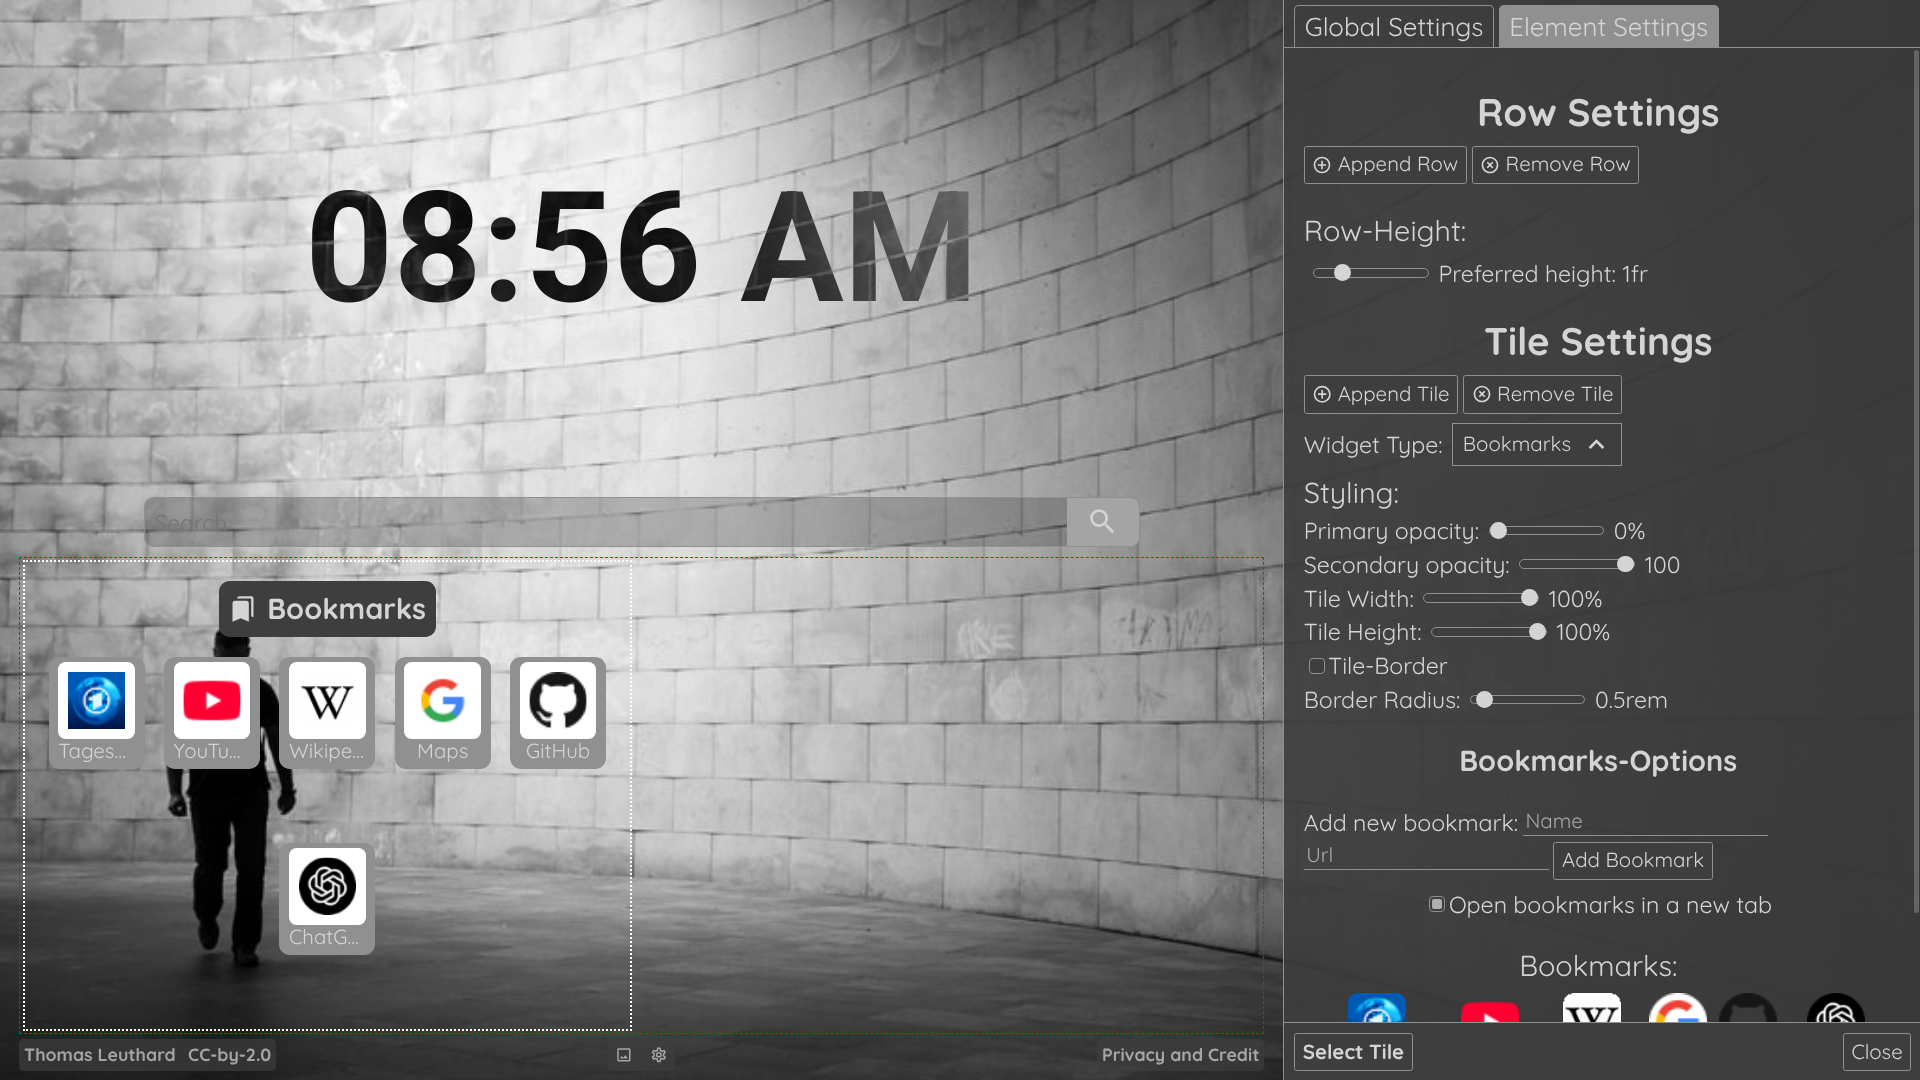 08:56 AM
Search...
Bookmarks
Tages...
YouTu...
Wikipe...
Maps
GitHub
ChatG...
Thomas Leuthard CC-by-2.0
Privacy and Credit
Global Settings
Element Settings
Row Settings
Append Row
Remove Row
Row-Height:
Preferred height: 1fr
Tile Settings
Append Tile
Remove Tile
Widget Type: Bookmarks
Styling:
Primary opacity: 0%
Secondary opacity: 100
Tile Width: 100%
Tile Height: 100%
Tile-Border
Border Radius: 0.5rem
Bookmarks-Options
Add new bookmark: Name
Url
Add Bookmark
Open bookmarks in a new tab
Bookmarks:
Select Tile
Close